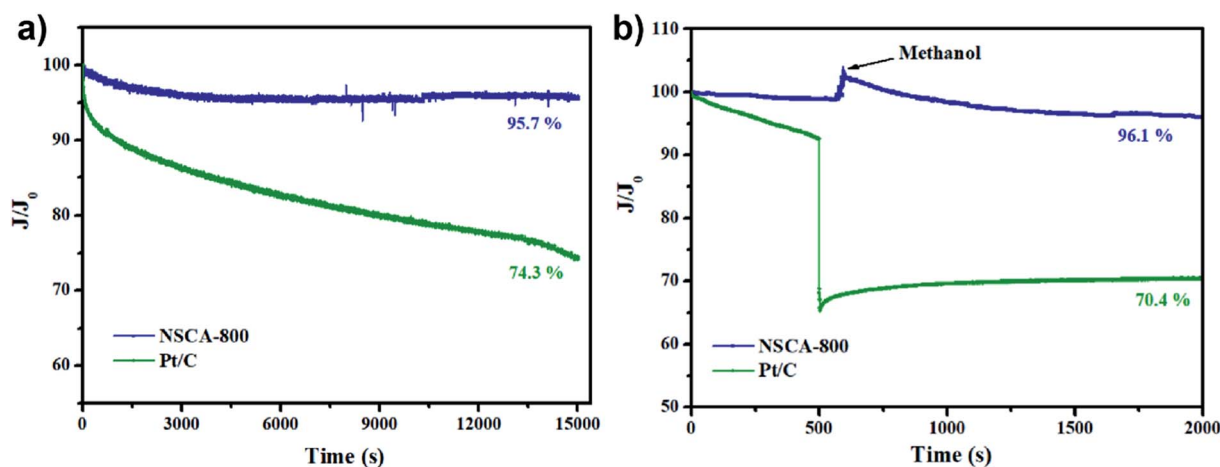 a)
100
90
80
70
60
J/J0
95.7 %
74.3 %
NSCA-800
Pt/C
0
3000
6000
9000
12000
15000
Time (s)
b)
110
100
90
80
70
60
50
J/J0
Methanol
96.1 %
70.4 %
NSCA-800
Pt/C
0
500
1000
1500
2000
Time (s)